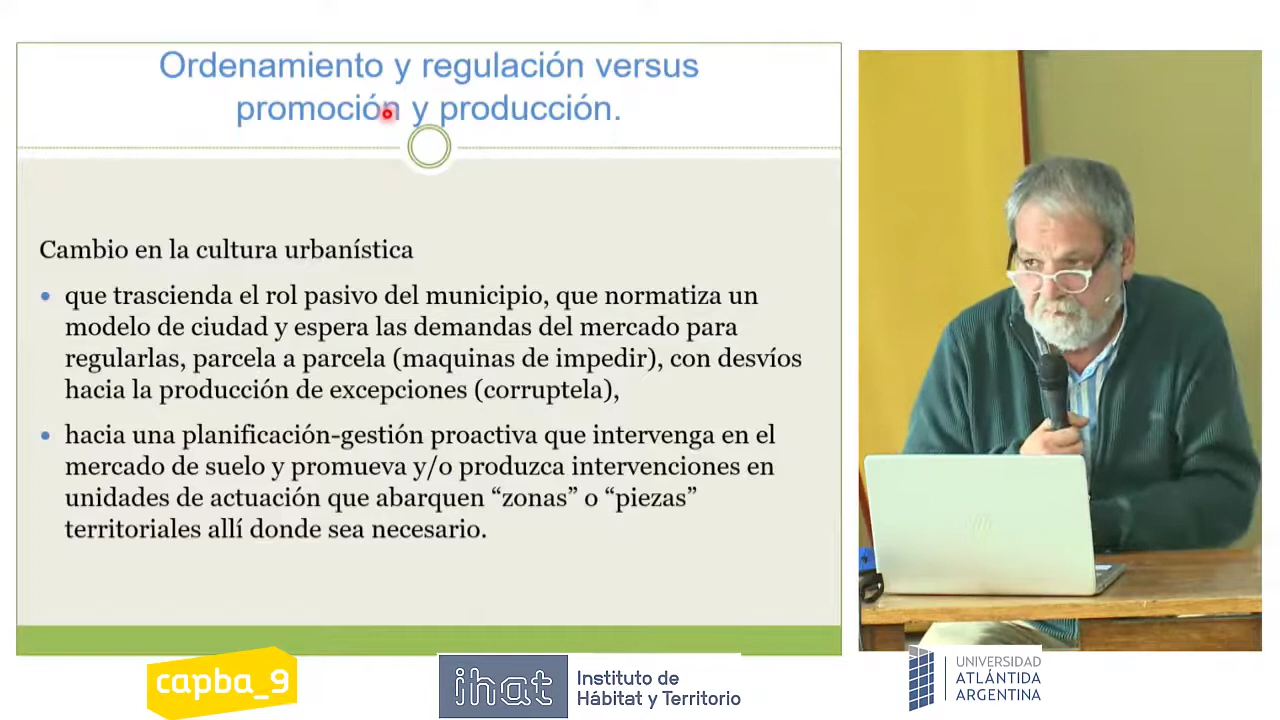 Ordenamiento y regulación versus
promoción y producción.
Cambio en la cultura urbanística
• que trascienda el rol pasivo del municipio, que normatiza un
modelo de ciudad y espera las demandas del mercado para
regularlas, parcela a parcela (maquinas de impedir), con desvíos
hacia la producción de excepciones (corruptela),
• hacia una planificación-gestión proactiva que intervenga en el
mercado de suelo y promueva y/o produzca intervenciones en
unidades de actuación que abarquen “zonas” o “piezas”
territoriales allí donde sea necesario.
capba_9
ihat
Instituto de
Hábitat y Territorio
UNIVERSIDAD
ATLÁNTIDA
ARGENTINA